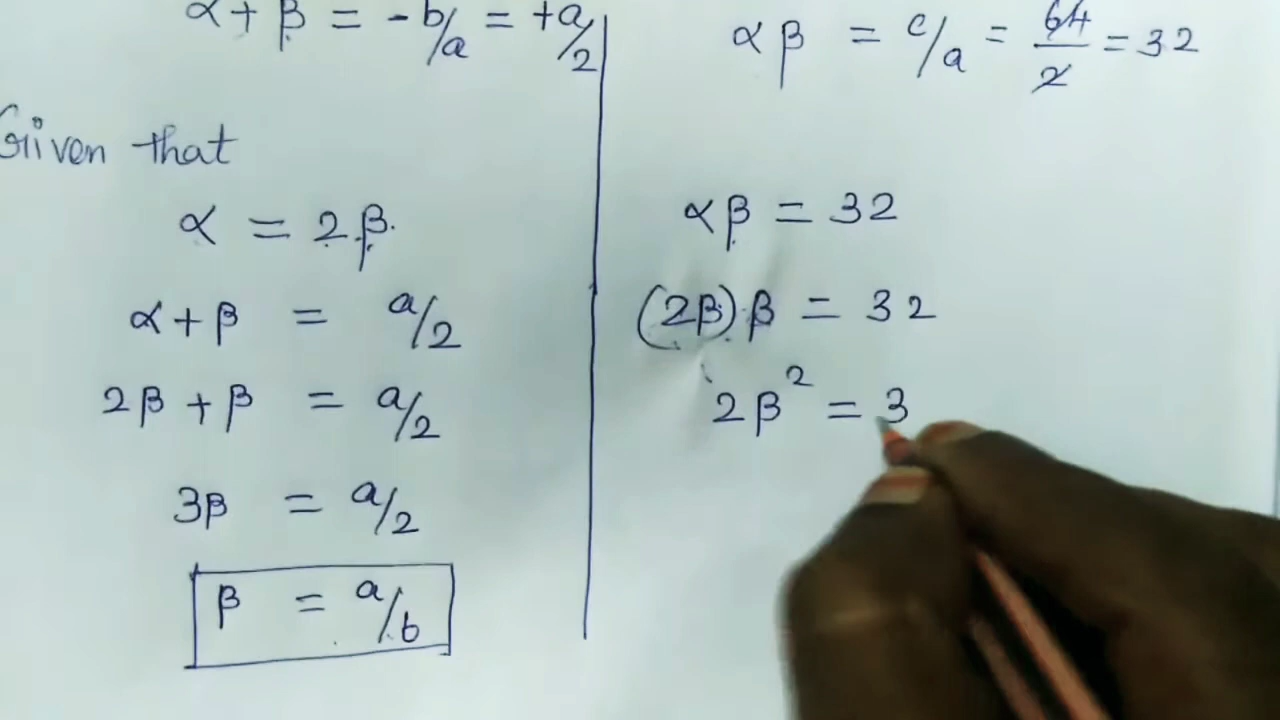 α + β = - b/a = +a/2
Given that
α = 2β
α + β = a/2
2β + β = a/2
3β = a/2
β = a/6
αβ = c/a = 64/2 = 32
αβ = 32
(2β)β = 32
2β² = 3